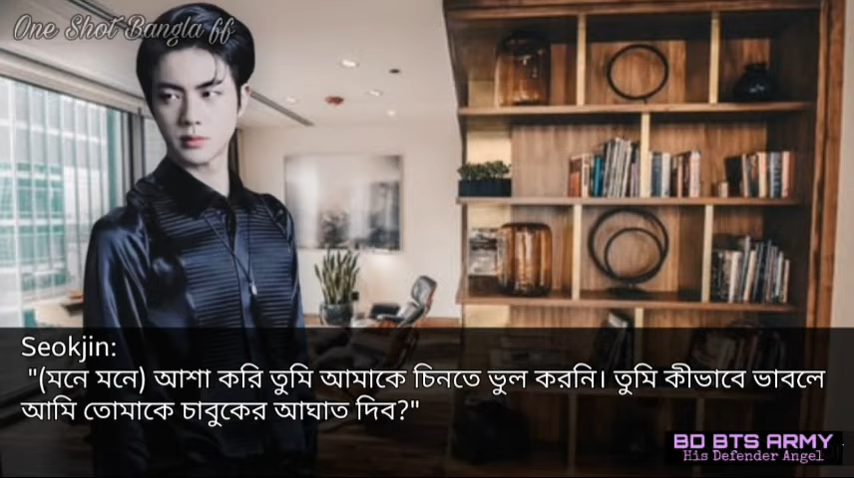 One Shot Bangla ff
Seokjin:
"(মনে মনে) আশা করি তুমি আমাকে চিনতে ভুল করনি। তুমি কীভাবে ভাবলে
আমি তোমাকে চাবুকের আঘাত দিব?"
BD BTS ARMY
His Defender Angel